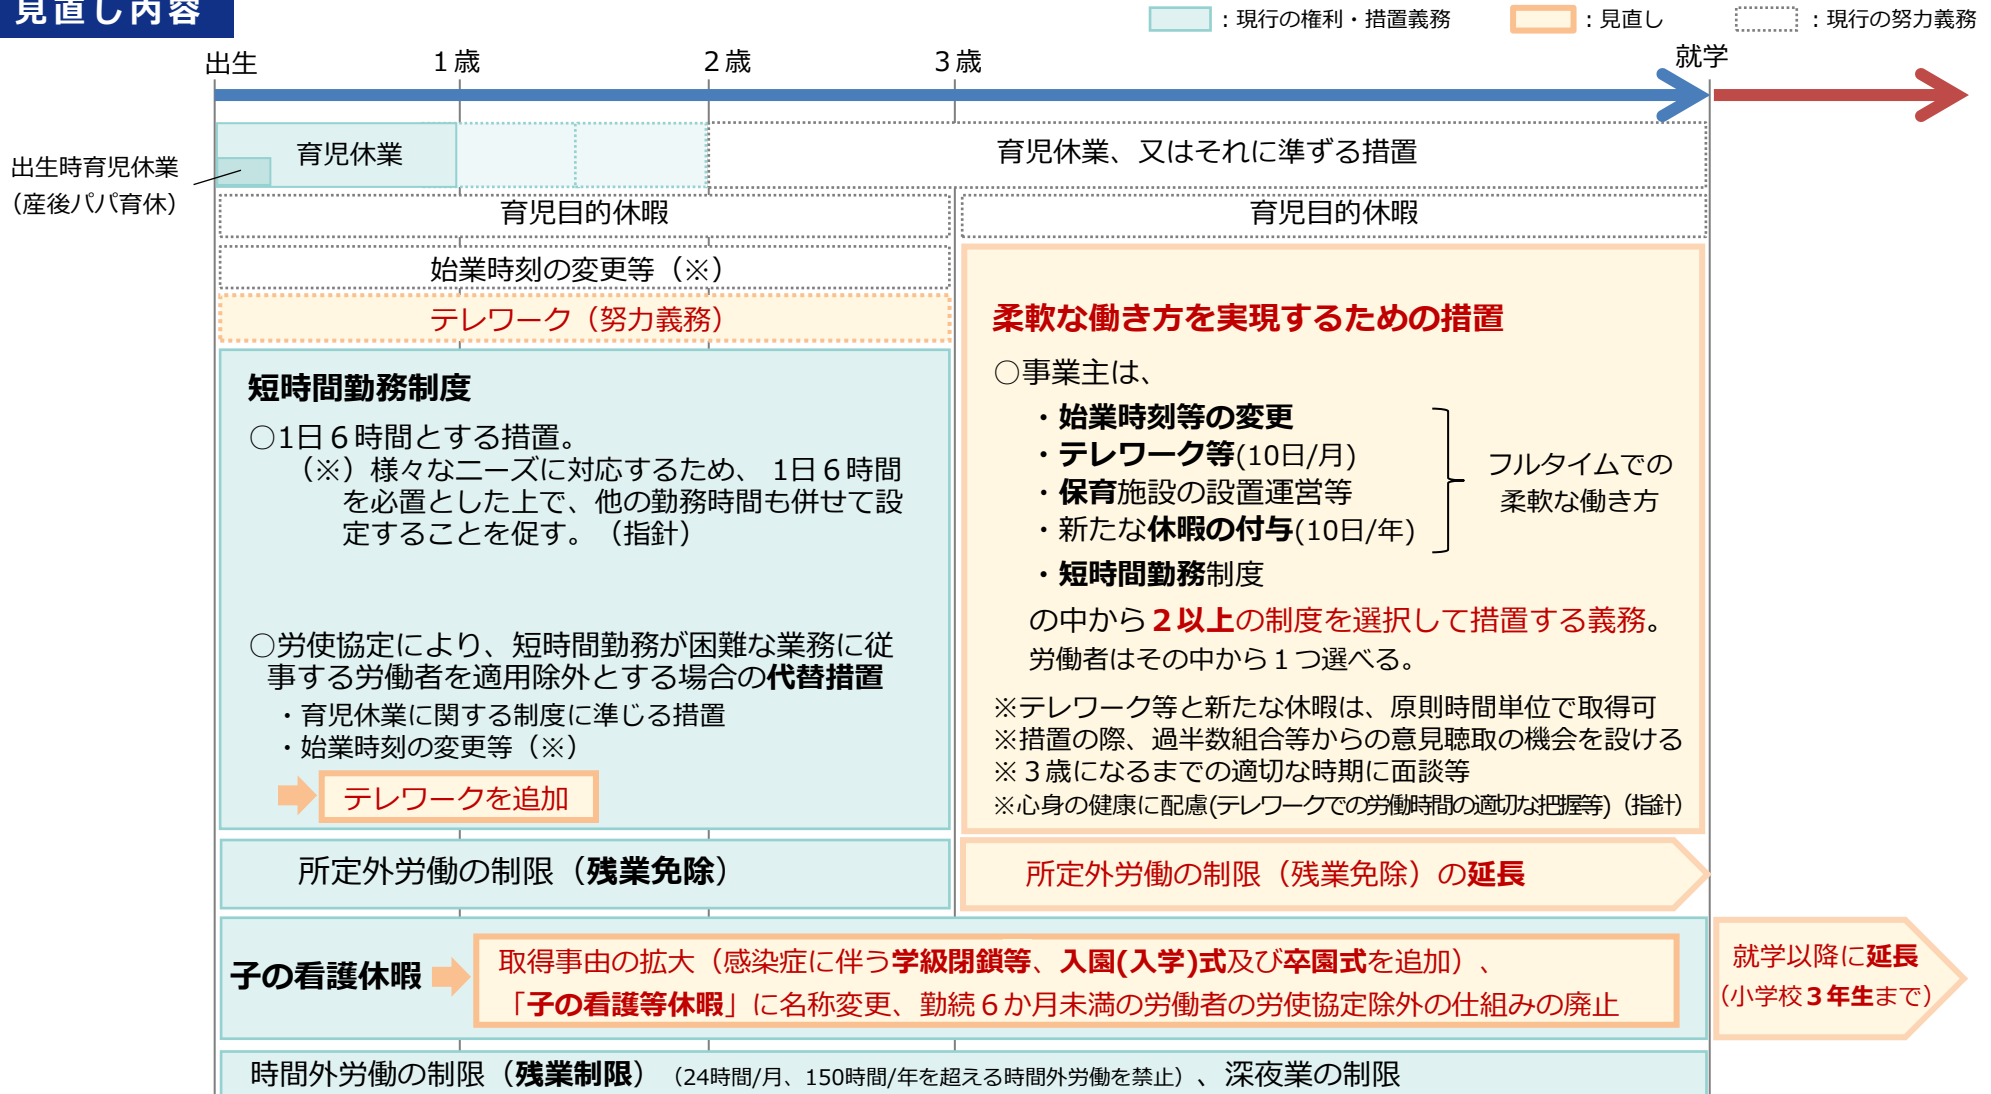 見直し内容
：現行の権利・措置義務
：見直し
：現行の努力義務
出生
1歳
2歳
3歳
就学
出生時育児休業
（産後パパ育休）
育児休業
育児休業、又はそれに準ずる措置
育児目的休暇
育児目的休暇
始業時刻の変更等（※）
テレワーク（努力義務）
短時間勤務制度
○1日６時間とする措置。
（※）様々なニーズに対応するため、 1日６時間
を必置とした上で、他の勤務時間も併せて設
定することを促す。（指針）
○労使協定により、短時間勤務が困難な業務に従
事する労働者を適用除外とする場合の代替措置
・育児休業に関する制度に準じる措置
・始業時刻の変更等（※）
テレワークを追加
柔軟な働き方を実現するための措置
○事業主は、
・始業時刻等の変更
・テレワーク等(10日/月)
・保育施設の設置運営等
・新たな休暇の付与(10日/年)
フルタイムでの
柔軟な働き方
・短時間勤務制度
の中から２以上の制度を選択して措置する義務。
労働者はその中から１つ選べる。
※テレワーク等と新たな休暇は、原則時間単位で取得可
※措置の際、過半数組合等からの意見聴取の機会を設ける
※３歳になるまでの適切な時期に面談等
※心身の健康に配慮(テレワークでの労働時間の適切な把握等)（指針）
所定外労働の制限（残業免除）
所定外労働の制限（残業免除）の延長
子の看護休暇
取得事由の拡大（感染症に伴う学級閉鎖等、入園(入学)式及び卒園式を追加）、
「子の看護等休暇」に名称変更、勤続６か月未満の労働者の労使協定除外の仕組みの廃止
就学以降に延長
（小学校３年生まで）
時間外労働の制限（残業制限）（24時間/月、150時間/年を超える時間外労働を禁止）、深夜業の制限